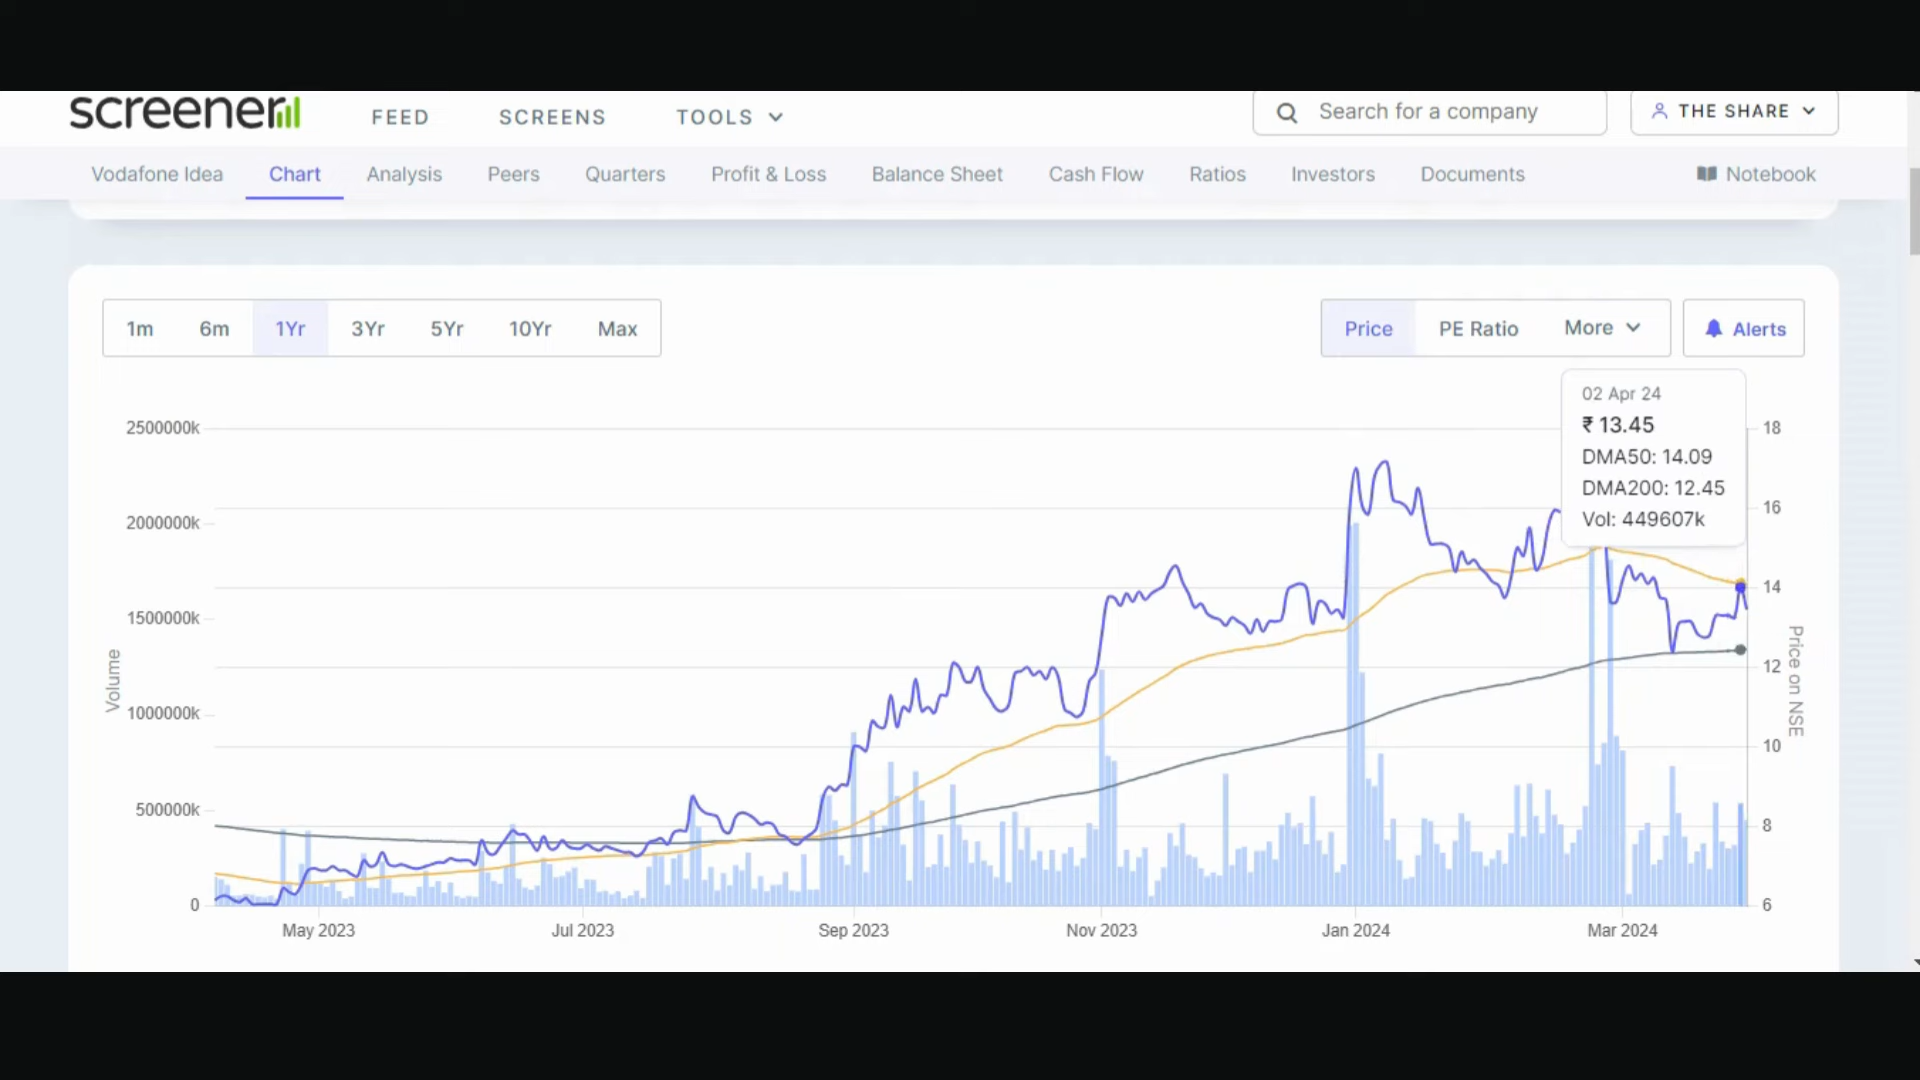 screener
FEED SCREENS TOOLS
Search for a company
THE SHARE
Vodafone Idea Chart Analysis Peers Quarters Profit & Loss Balance Sheet Cash Flow Ratios Investors Documents Notebook
1m 6m 1Yr 3Yr 5Yr 10Yr Max
Price PE Ratio More Alerts
02 Apr 24
₹ 13.45
DMA50: 14.09
DMA200: 12.45
Vol: 449607k
2500000k
2000000k
1500000k
1000000k
500000k
0
Volume
18
16
14
12
10
8
6
Price on NSE
May 2023 Jul 2023 Sep 2023 Nov 2023 Jan 2024 Mar 2024